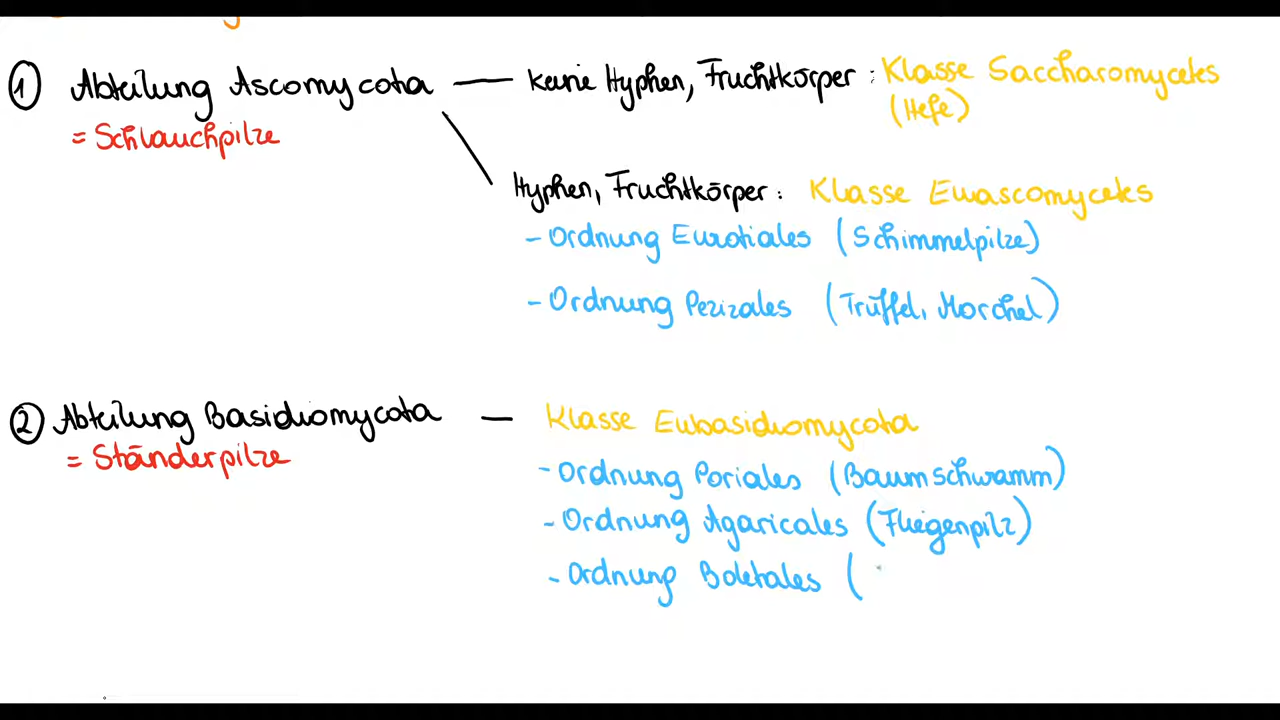 ① Abteilung Ascomycota — keine Hyphen, Fruchtkörper : Klasse Saccharomycetes
= Schlauchpilze
(Hefe)
Hyphen, Fruchtkörper : Klasse Euascomycetes
- Ordnung Eurotiales (Schimmelpilze)
- Ordnung Pezizales (Trüffel, Morchel)
② Abteilung Basidiomycota — Klasse Eubasidiomycota
= Ständerpilze
- Ordnung Poriales (Baumschwamm)
- Ordnung Agaricales (Fliegenpilz)
- Ordnung Boletales (